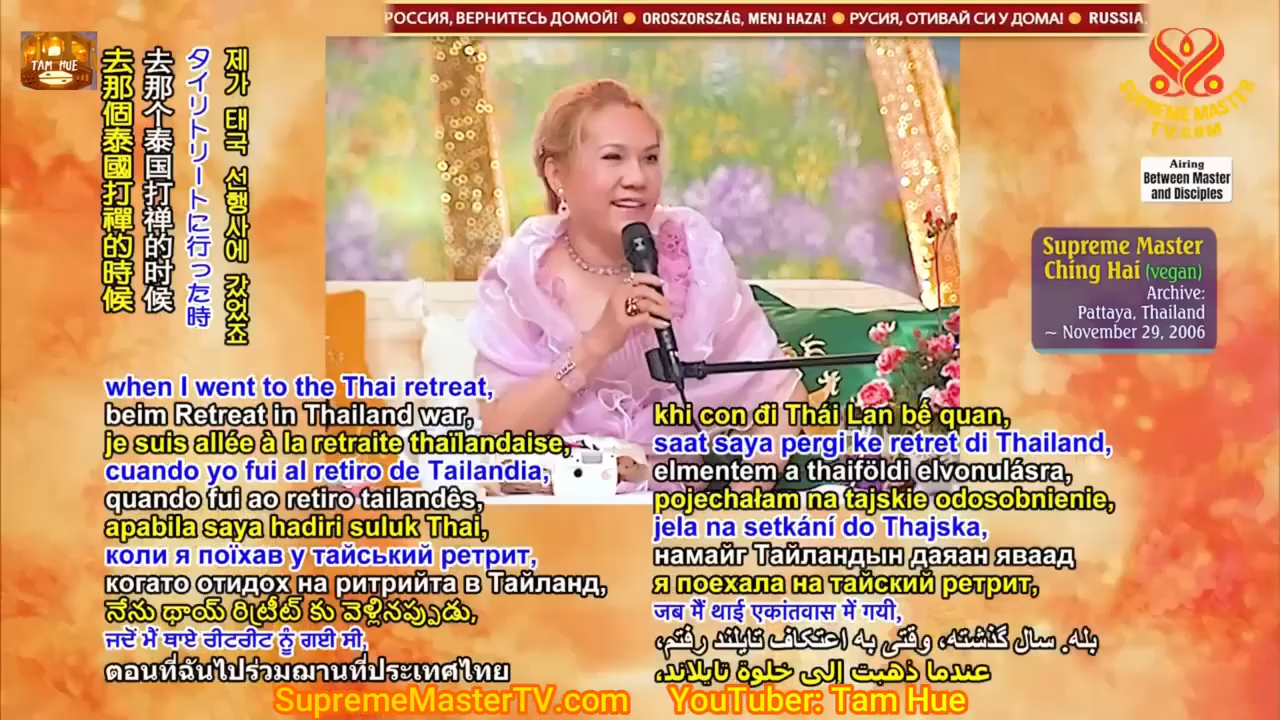 РОССИЯ, ВЕРНИТЕСЬ ДОМОЙ! OROSZORSZÁG, MENJ HAZA! РУСИЯ, ОТИВАЙ СИ У ДОМА! RUSSIA.
TAM HUE
SUPREME MASTER
TV.COM
Airing
Between Master
and Disciples
Supreme Master
Ching Hai (vegan)
Archive:
Pattaya, Thailand
~ November 29, 2006
去那個泰國打禪的時候
去那个泰国打禅的时候
タイリトリートに行った時
제가 태국 선행사에 갔었죠
when I went to the Thai retreat,
beim Retreat in Thailand war,
je suis allée à la retraite thaïlandaise,
cuando yo fui al retiro de Tailandia,
quando fui ao retiro tailandês,
apabila saya hadiri suluk Thai,
коли я поїхав у тайський ретрит,
когато отидох на ритрийта в Тайланд,
నేను థాయ్ రిట్రీట్ కు వెళ్లినప్పుడు,
ਜਦੋਂ ਮੈਂ ਥਾਏ ਰੀਟਰੀਟ ਨੂੰ ਗਈ ਸੀ,
ตอนที่ฉันไปร่วมฌานที่ประเทศไทย
khi con đi Thái Lan bế quan,
saat saya pergi ke retret di Thailand,
elmentem a thaiföldi elvonulásra,
pojechałam na tajskie odosobnienie,
jela na setkání do Thajska,
намайг Тайландын даяан яваад
я поехала на тайский ретрит,
जब मैं थाई एकांतवास में गयी,
بله. سال گذشته، وقتی به اعتکاف تایلند رفتم،
عندما ذهبت إلى خلوة تايلاند،
SupremeMasterTV.com YouTuber: Tam Hue